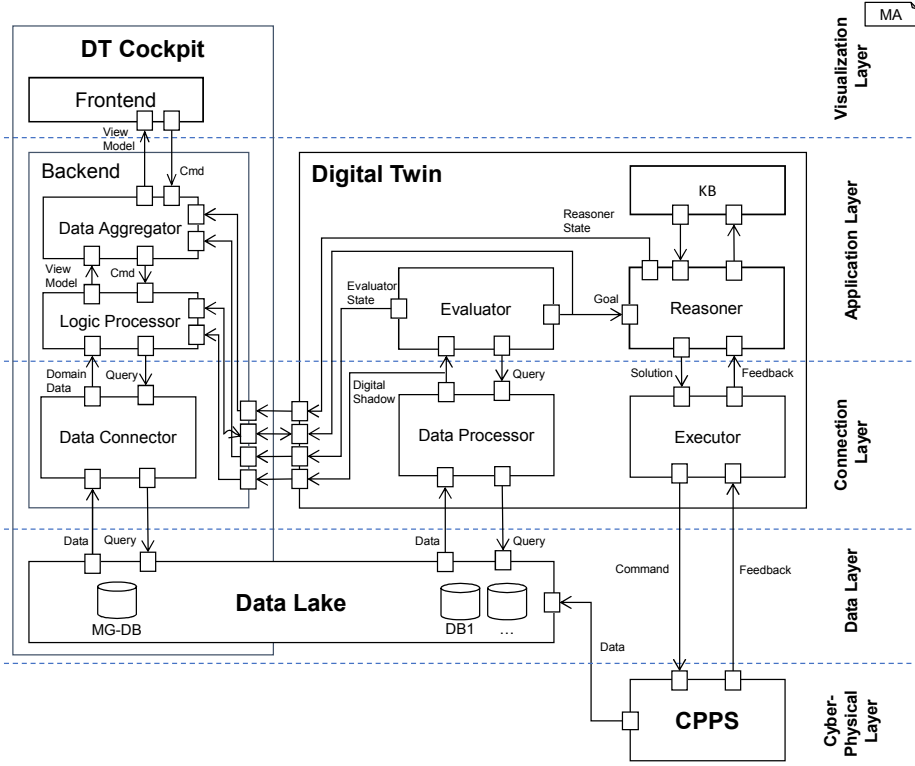 MA
Visualization
Layer
DT Cockpit
Frontend
View
Model
Cmd
Backend
Digital Twin
KB
Data Aggregator
Reasoner
State
Application Layer
View
Model
Cmd
Evaluator
State
Evaluator
Goal
Reasoner
Logic Processor
Domain
Data
Query
Digital
Shadow
Query
Solution
Feedback
Data Connector
Data Processor
Executor
Connection
Layer
Data
Query
Data
Query
Command
Feedback
Data Lake
MG-DB
DB1
...
Data Layer
Data
CPPS
Cyber-
Physical
Layer